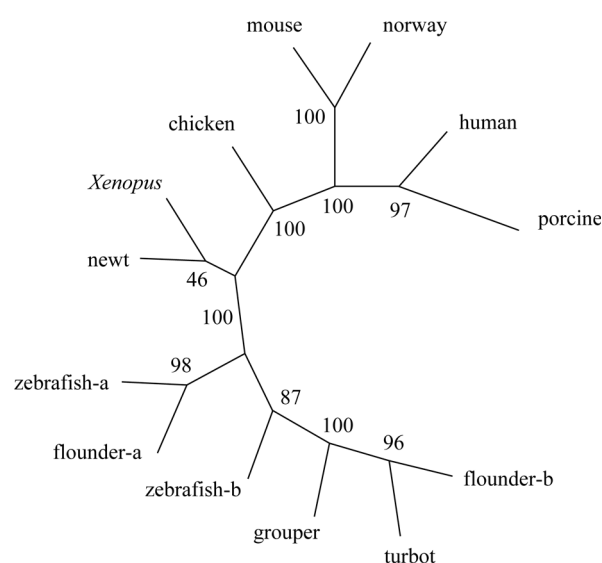 mouse
norway
100
chicken
human
Xenopus
100
97
porcine
100
newt
46
100
98
zebrafish-a
87
100
96
flounder-a
flounder-b
zebrafish-b
grouper
turbot